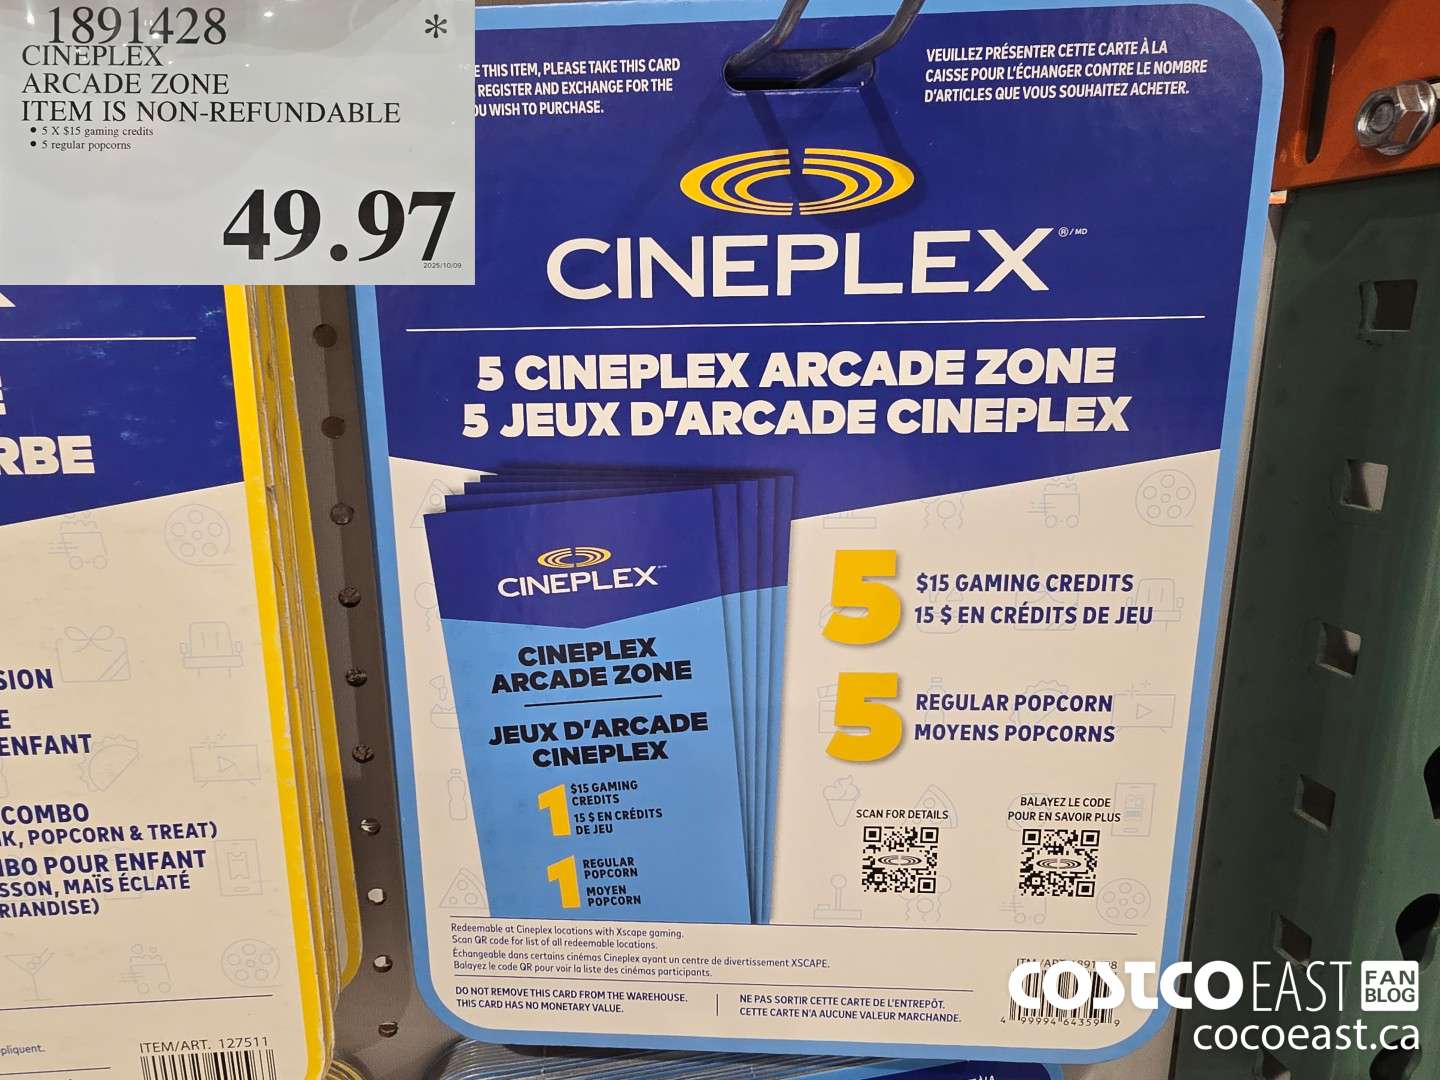 1891428 *
CINEPLEX
ARCADE ZONE
ITEM IS NON-REFUNDABLE
• 5 X $15 gaming credits
• 5 regular popcorns
49.97
2025/10/09
THIS ITEM, PLEASE TAKE THIS CARD
REGISTER AND EXCHANGE FOR THE
WISH TO PURCHASE.
VEUILLEZ PRÉSENTER CETTE CARTE À LA
CAISSE POUR L'ÉCHANGER CONTRE LE NOMBRE
D'ARTICLES QUE VOUS SOUHAITEZ ACHETER.
CINEPLEX ®/MD
5 CINEPLEX ARCADE ZONE
5 JEUX D'ARCADE CINEPLEX
CINEPLEX
CINEPLEX
ARCADE ZONE
JEUX D'ARCADE
CINEPLEX
1 $15 GAMING
CREDITS
15 $ EN CRÉDITS
DE JEU
1 REGULAR
POPCORN
MOYEN
POPCORN
5 $15 GAMING CREDITS
15 $ EN CRÉDITS DE JEU
5 REGULAR POPCORN
MOYENS POPCORNS
SCAN FOR DETAILS
BALAYEZ LE CODE
POUR EN SAVOIR PLUS
Redeemable at Cineplex locations with Xscape gaming.
Scan QR code for list of all redeemable locations.
Échangeable dans certains cinémas Cineplex ayant un centre de divertissement XSCAPE.
Balayez le code QR pour voir la liste des cinémas participants.
DO NOT REMOVE THIS CARD FROM THE WAREHOUSE.
THIS CARD HAS NO MONETARY VALUE.
NE PAS SORTIR CETTE CARTE DE L'ENTREPÔT.
CETTE CARTE N'A AUCUNE VALEUR MARCHANDE.
4 99994 64359 9
RBE
SION
E
ENFANT
COMBO
K, POPCORN & TREAT)
BO POUR ENFANT
SSON, MAÏS ÉCLATÉ
RIANDISE)
pliquent.
ITEM/ART. 127511
COSTCO EAST FAN
BLOG
cocoeast.ca